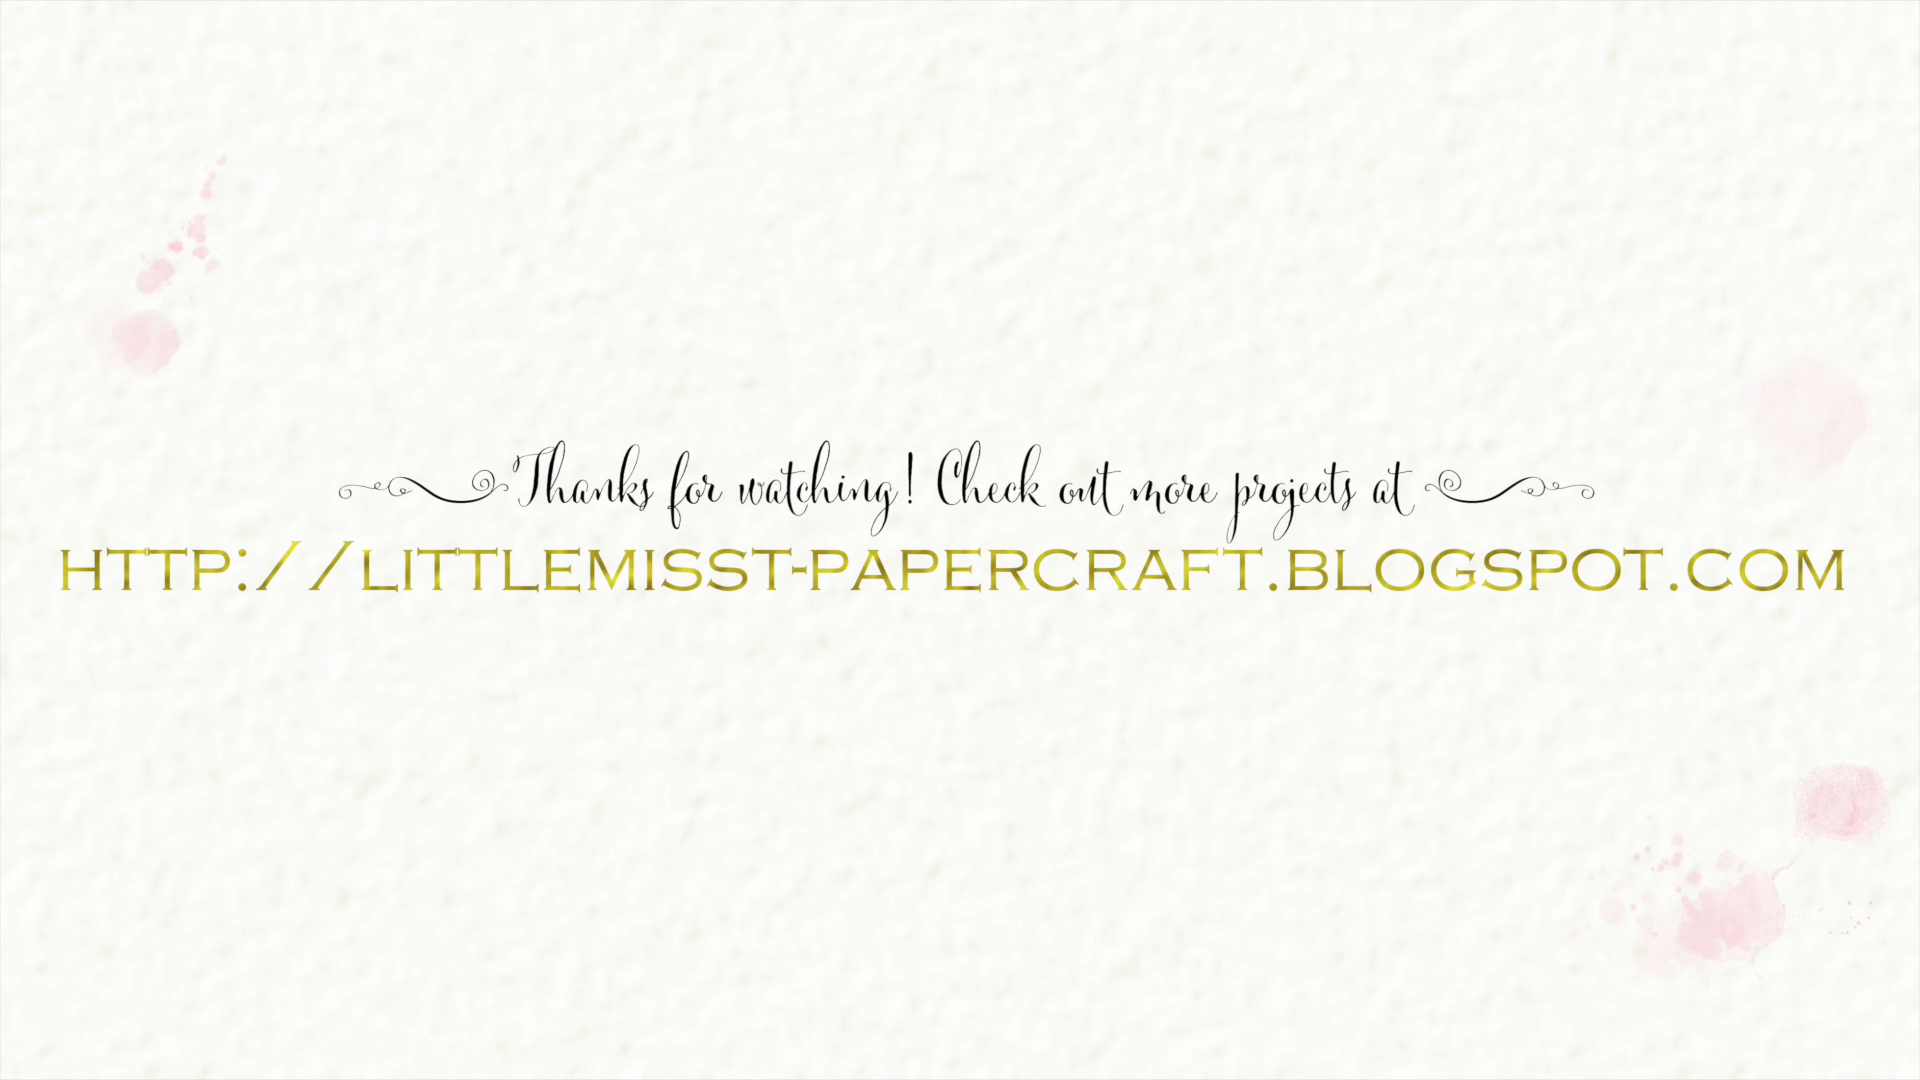 Thanks for watching! Check out more projects at
HTTP://LITTLEMISST-PAPERCRAFT.BLOGSPOT.COM